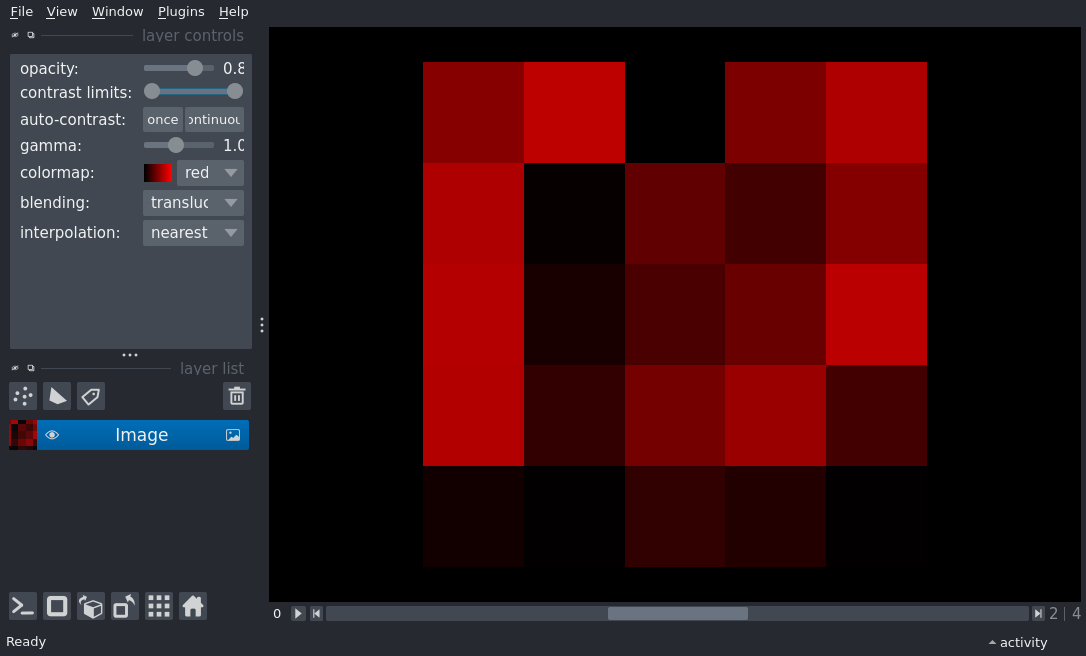 File View Window Plugins Help
layer controls
opacity: 0.8
contrast limits:
auto-contrast: once ontinuou
gamma: 1.0
colormap: red
blending: transluc
interpolation: nearest
layer list
Image
0 2 | 4
Ready activity